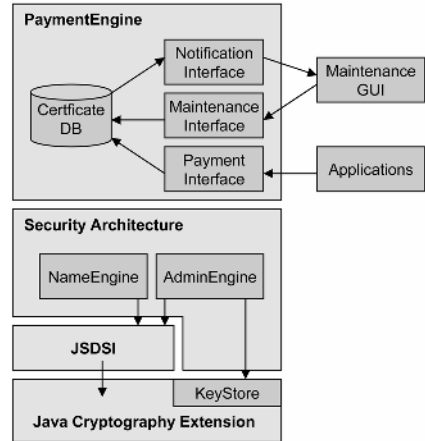 PaymentEngine
Notification
Interface
Maintenance
GUI
Certficate
DB
Maintenance
Interface
Payment
Interface
Applications
Security Architecture
NameEngine
AdminEngine
JSDSI
KeyStore
Java Cryptography Extension